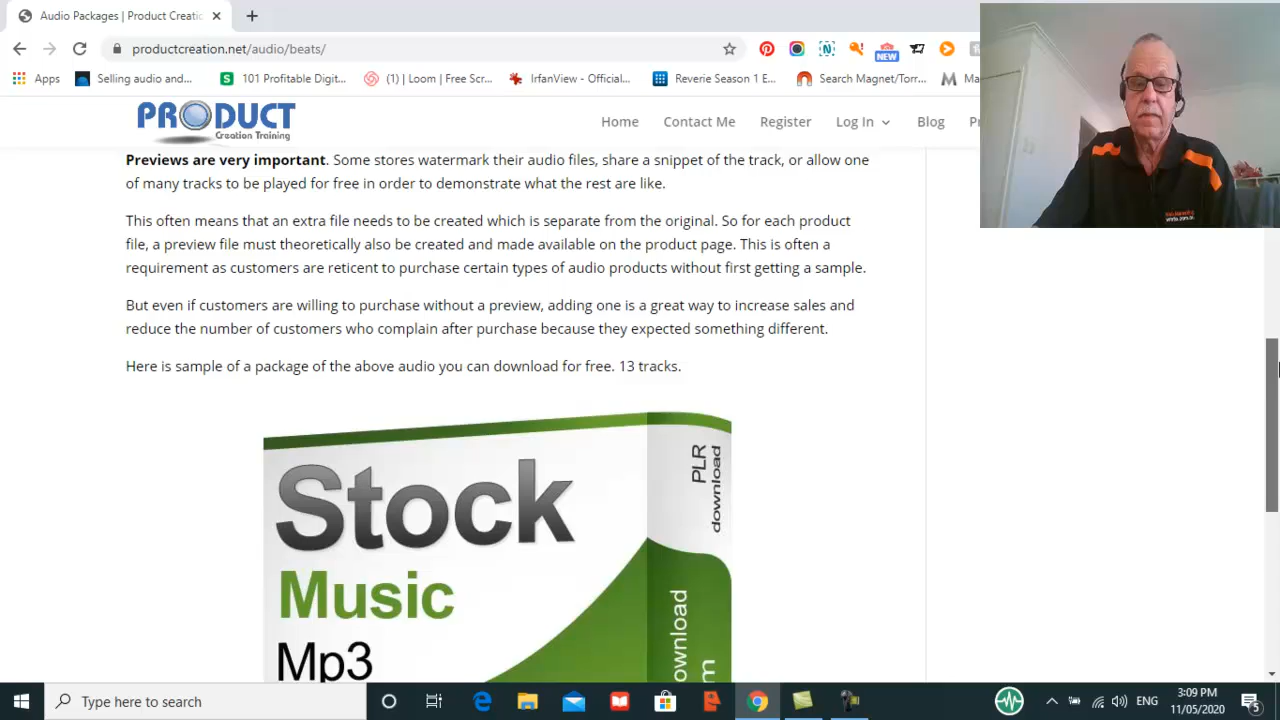 Audio Packages | Product Creatic
productcreation.net/audio/beats/
NEW
Apps
Selling audio and...
101 Profitable Digit...
(1) | Loom | Free Scr...
IrfanView - Official...
Reverie Season 1 E...
Search Magnet/Torr...
Ma
PRODUCT
Creation Training
Home
Contact Me
Register
Log In
Blog
Previews are very important. Some stores watermark their audio files, share a snippet of the track, or allow one
of many tracks to be played for free in order to demonstrate what the rest are like.
This often means that an extra file needs to be created which is separate from the original. So for each product
file, a preview file must theoretically also be created and made available on the product page. This is often a
requirement as customers are reticent to purchase certain types of audio products without first getting a sample.
But even if customers are willing to purchase without a preview, adding one is a great way to increase sales and
reduce the number of customers who complain after purchase because they expected something different.
Here is sample of a package of the above audio you can download for free. 13 tracks.
Stock
Music
Mp3
PLR
download
ownload
Type here to search
ENG
3:09 PM
11/05/2020
5